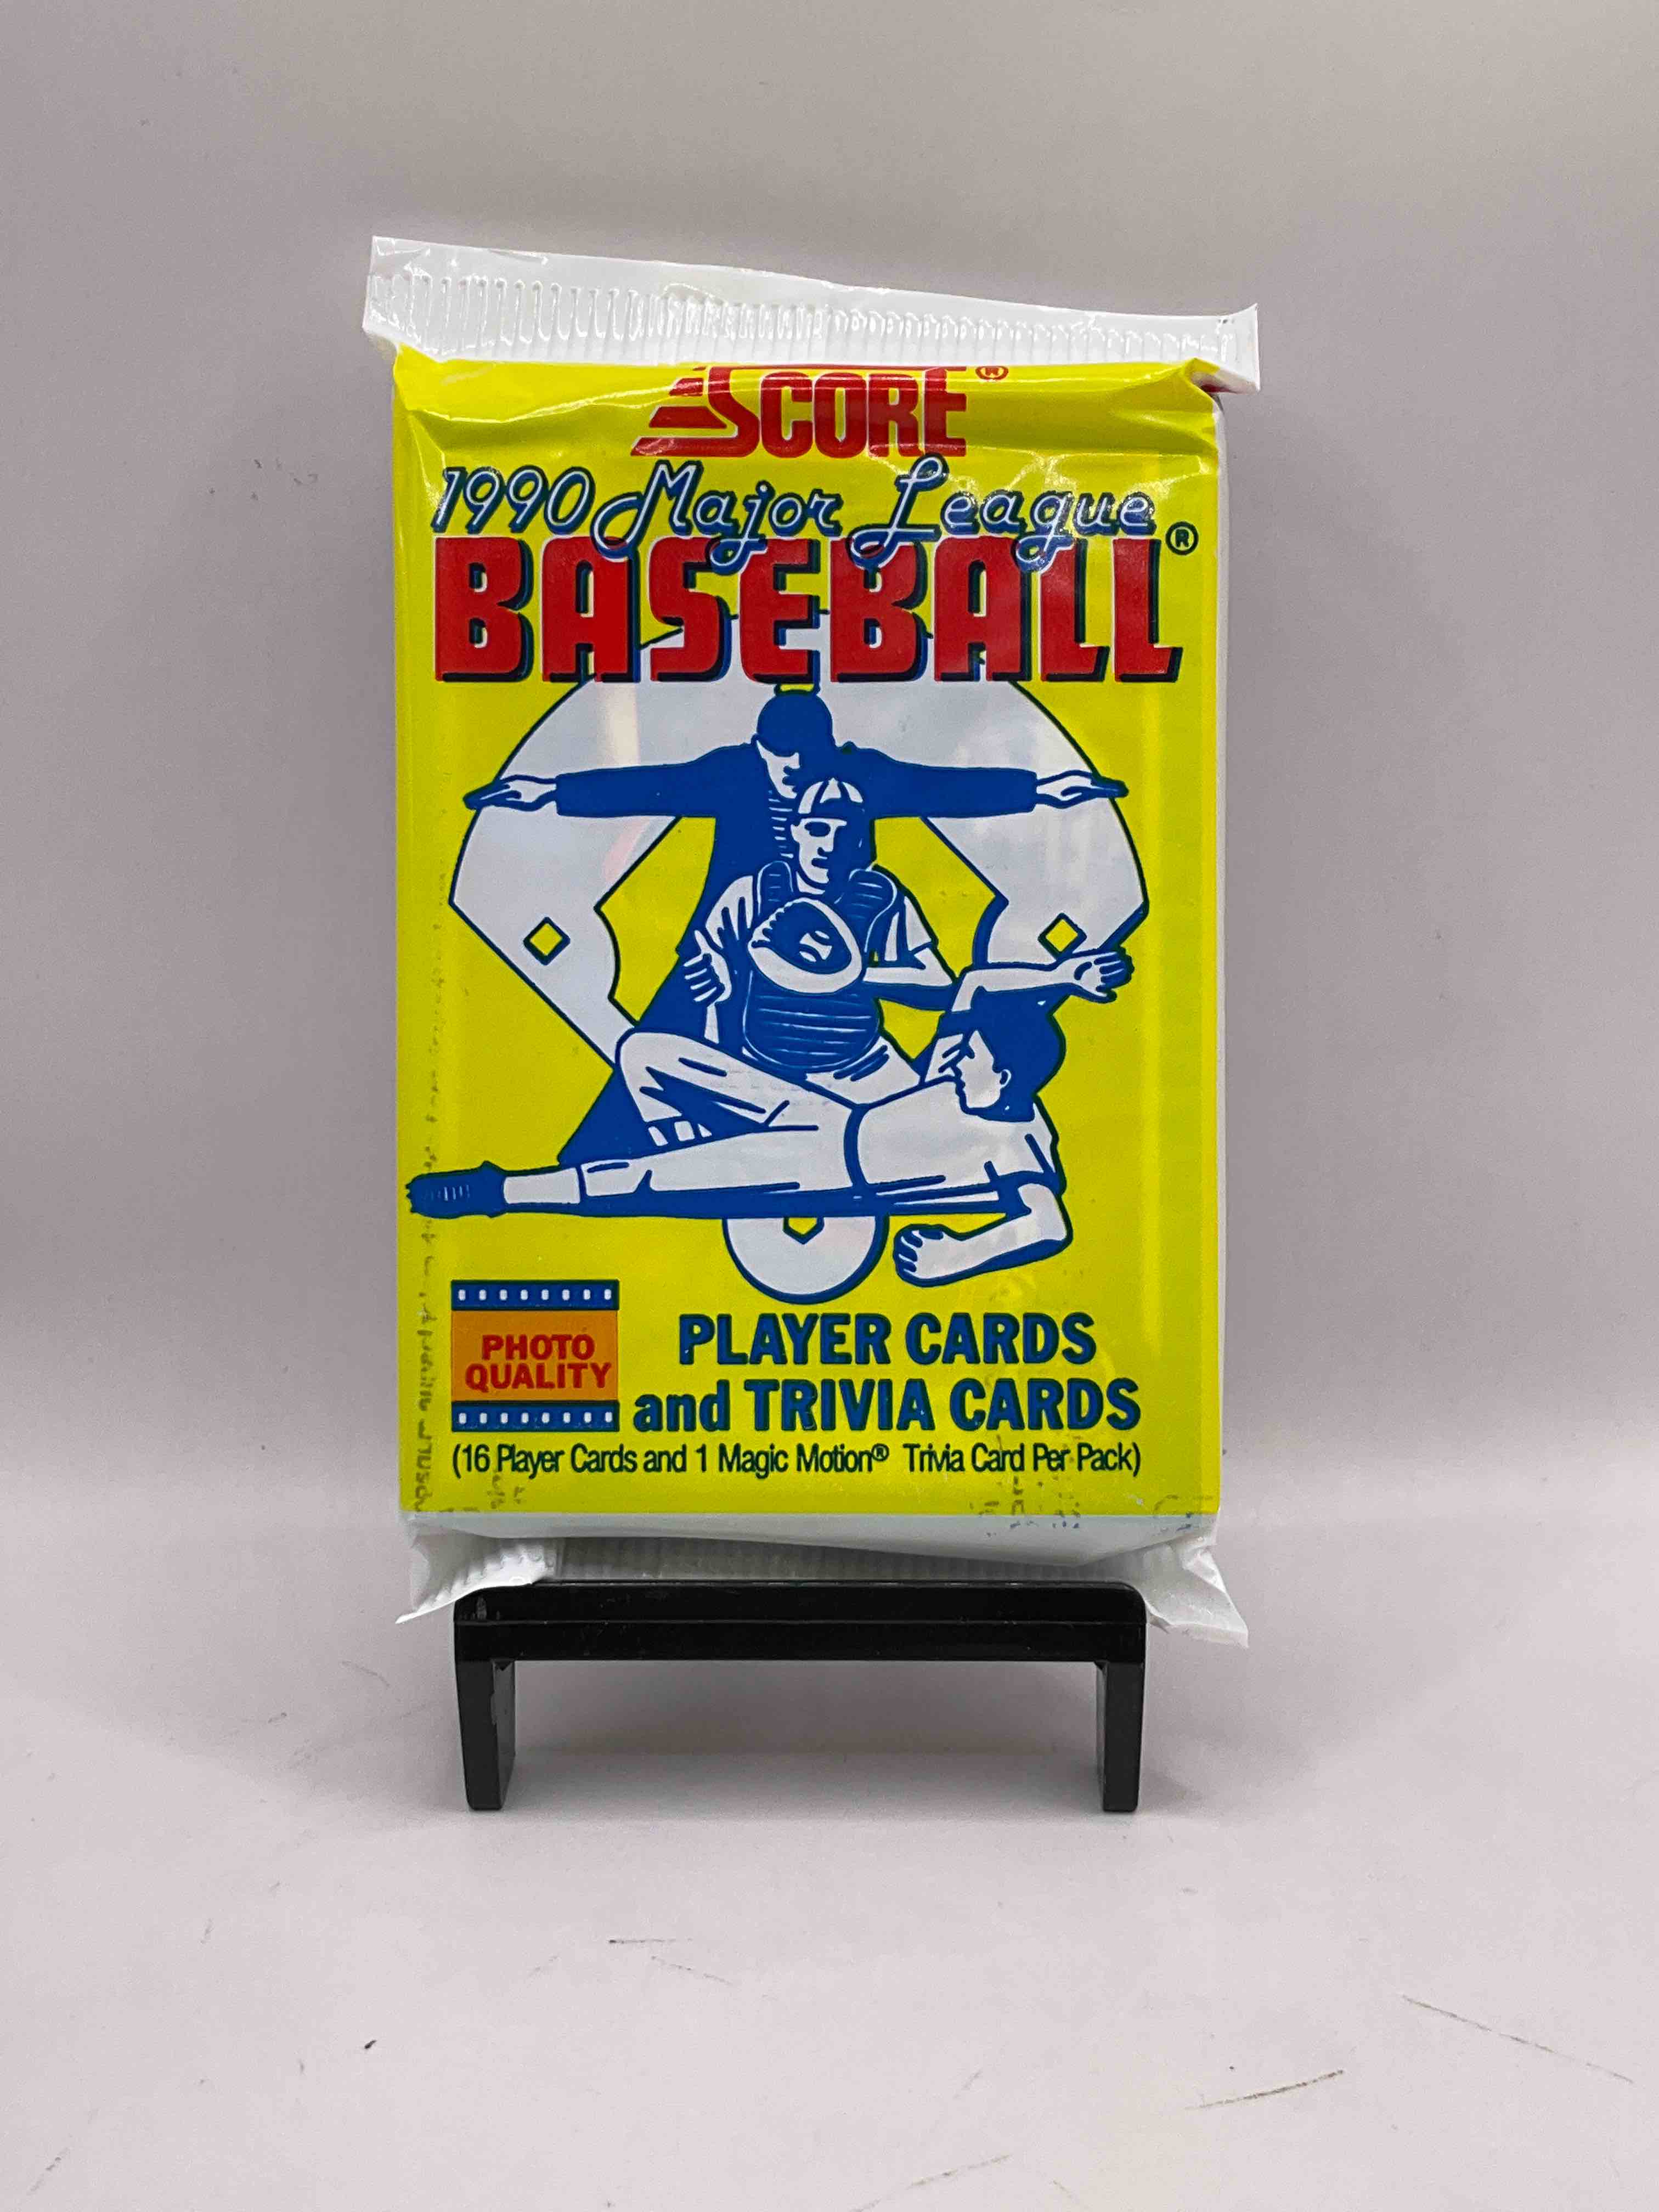 SCORE®
1990 Major League
BASEBALL®
PHOTO
QUALITY
PLAYER CARDS
and TRIVIA CARDS
(16 Player Cards and 1 Magic Motion® Trivia Card Per Pack)